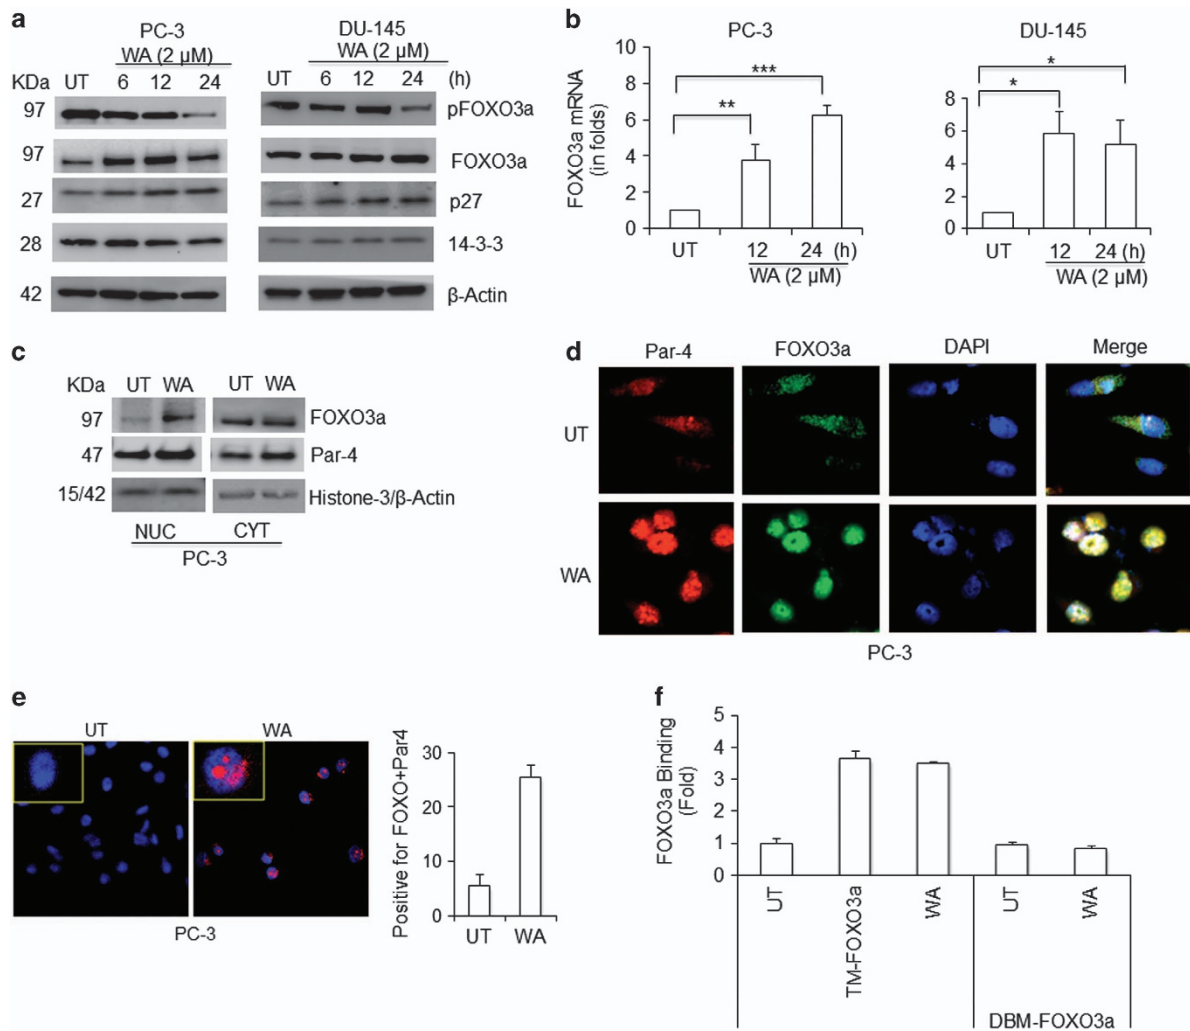 a
PC-3
WA (2 µM)
KDa UT 6 12 24
DU-145
WA (2 µM)
UT 6 12 24 (h)
97 pFOXO3a
97 FOXO3a
27 p27
28 14-3-3
42 β-Actin
b
PC-3
FOXO3a mRNA
(in folds)
10
8
6
4
2
0
** ***
UT 12 24 (h)
WA (2 µM)
DU-145
8
6
4
2
0
* *
UT 12 24 (h)
WA (2 µM)
c
KDa UT WA UT WA
97 FOXO3a
47 Par-4
15/42 Histone-3/β-Actin
NUC CYT
PC-3
d
Par-4 FOXO3a DAPI Merge
UT
WA
PC-3
e
UT WA
PC-3
Positive for FOXO+Par4
30
20
10
0
UT WA
f
FOXO3a Binding
(Fold)
5
4
3
2
1
0
UT TM-FOXO3a WA UT WA
DBM-FOXO3a